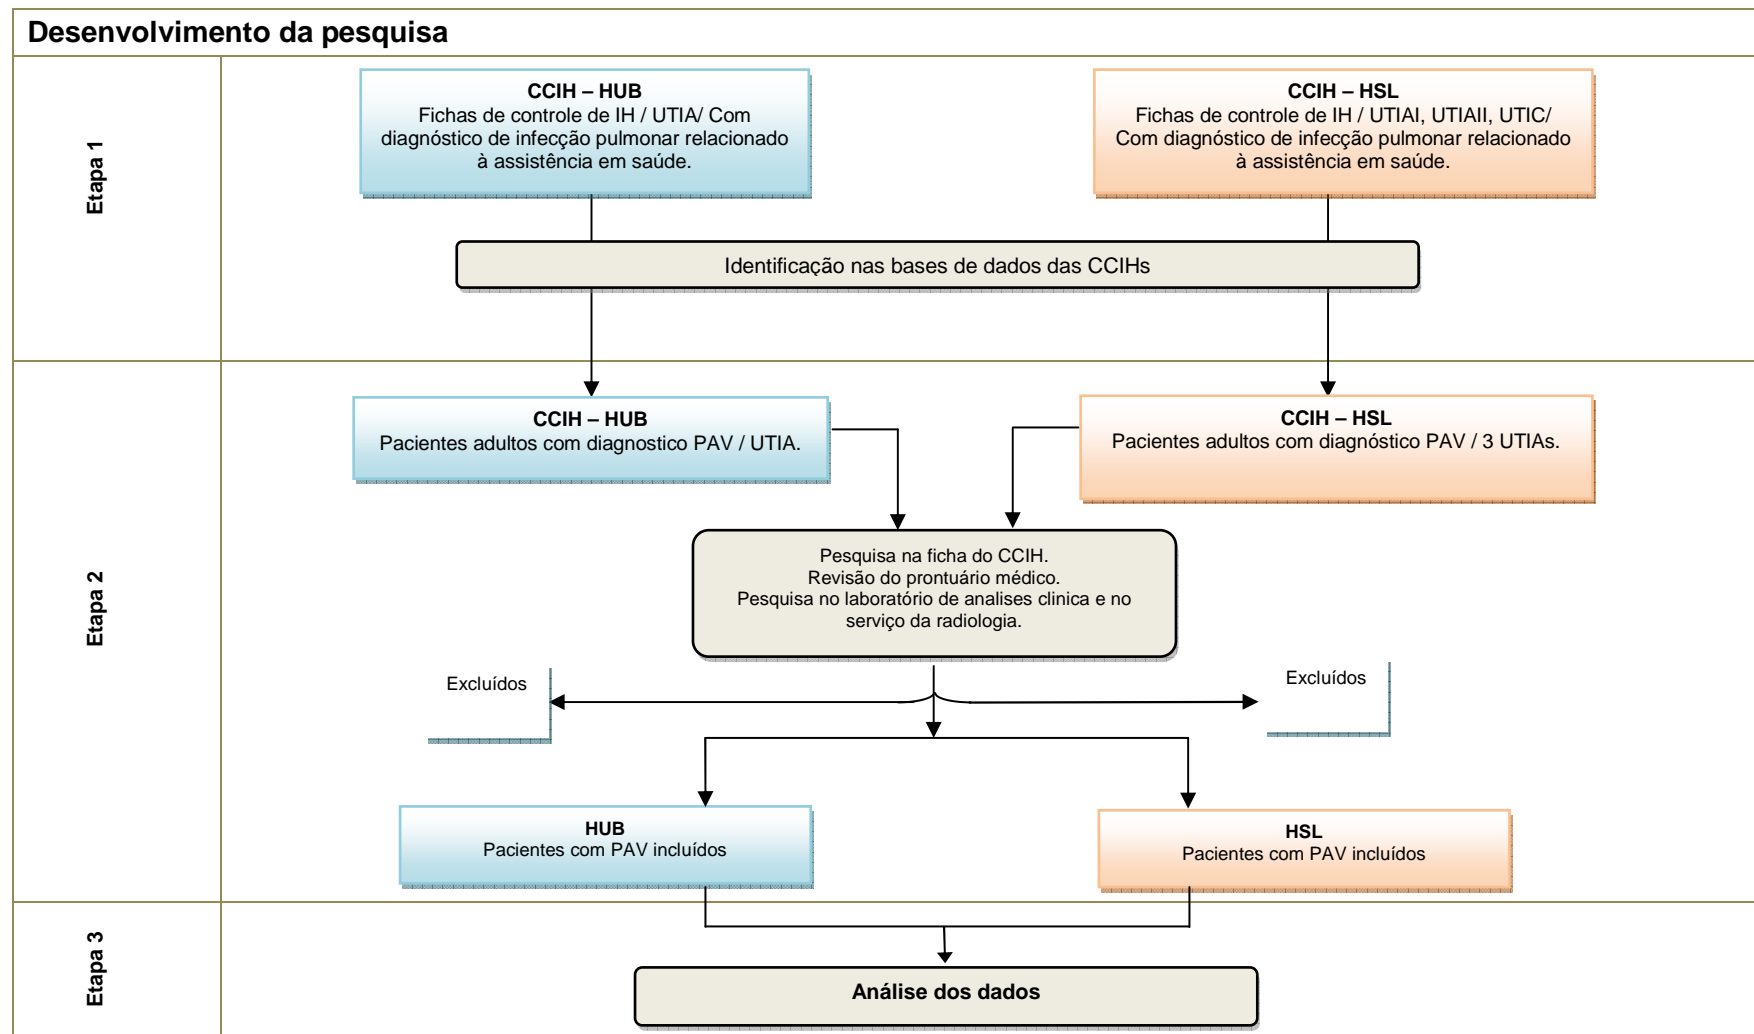 Desenvolvimento da pesquisa
Etapa 1
CCIH – HUB
Fichas de controle de IH / UTIA/ Com
diagnóstico de infecção pulmonar relacionado
à assistência em saúde.
CCIH – HSL
Fichas de controle de IH / UTIAI, UTIAII, UTIC/
Com diagnóstico de infecção pulmonar relacionado
à assistência em saúde.
Identificação nas bases de dados das CCIHs
Etapa 2
CCIH – HUB
Pacientes adultos com diagnostico PAV / UTIA.
CCIH – HSL
Pacientes adultos com diagnóstico PAV / 3 UTIAs.
Pesquisa na ficha do CCIH.
Revisão do prontuário médico.
Pesquisa no laboratório de analises clinica e no
serviço da radiologia.
Excluídos
Excluídos
HUB
Pacientes com PAV incluídos
HSL
Pacientes com PAV incluídos
Etapa 3
Análise dos dados